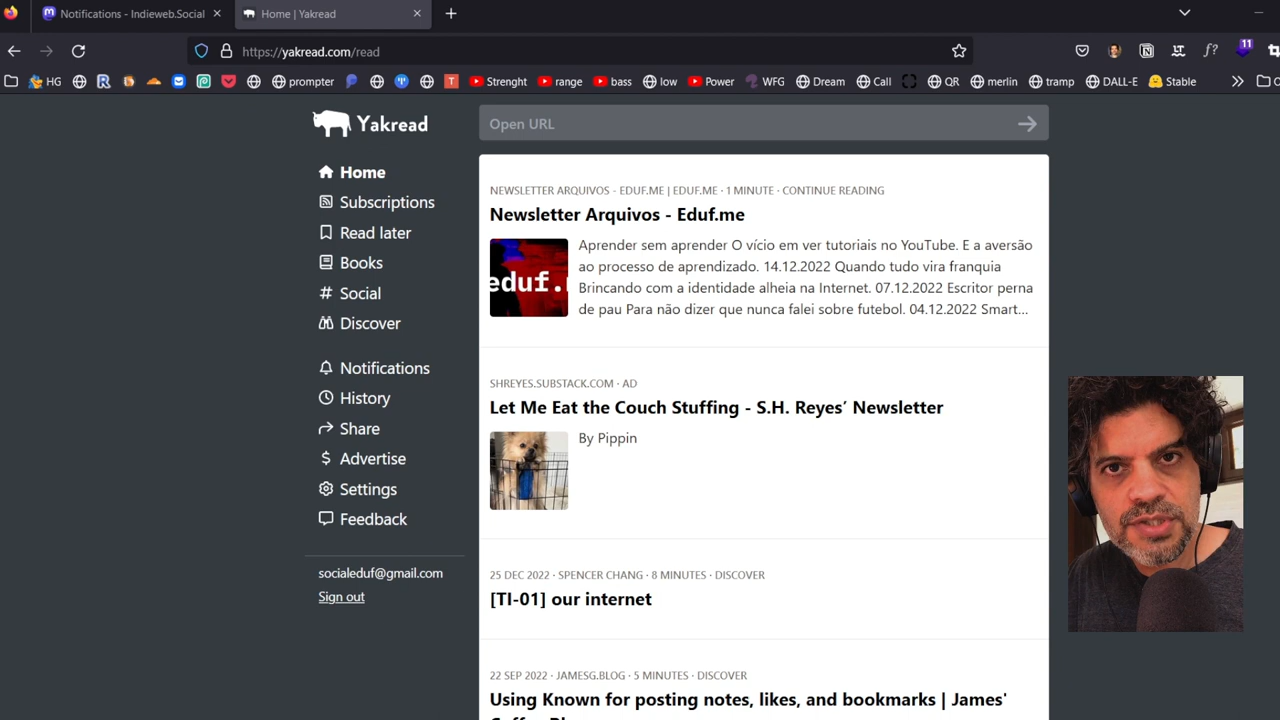 Notifications - Indieweb.Social
Home | Yakread
https://yakread.com/read
11
HG
prompter
Strenght
range
bass
low
Power
WFG
Dream
Call
QR
merlin
tramp
DALL-E
Stable
Yakread
Open URL
Home
Subscriptions
Read later
Books
Social
Discover
Notifications
History
Share
Advertise
Settings
Feedback
socialeduf@gmail.com
Sign out
NEWSLETTER ARQUIVOS - EDUF.ME | EDUF.ME · 1 MINUTE · CONTINUE READING
Newsletter Arquivos - Eduf.me
eduf.
Aprender sem aprender O vício em ver tutoriais no YouTube. E a aversão
ao processo de aprendizado. 14.12.2022 Quando tudo vira franquia
Brincando com a identidade alheia na Internet. 07.12.2022 Escritor perna
de pau Para não dizer que nunca falei sobre futebol. 04.12.2022 Smart...
SHREYES.SUBSTACK.COM · AD
Let Me Eat the Couch Stuffing - S.H. Reyes’ Newsletter
By Pippin
25 DEC 2022 · SPENCER CHANG · 8 MINUTES · DISCOVER
[TI-01] our internet
22 SEP 2022 · JAMESG.BLOG · 5 MINUTES · DISCOVER
Using Known for posting notes, likes, and bookmarks | James'